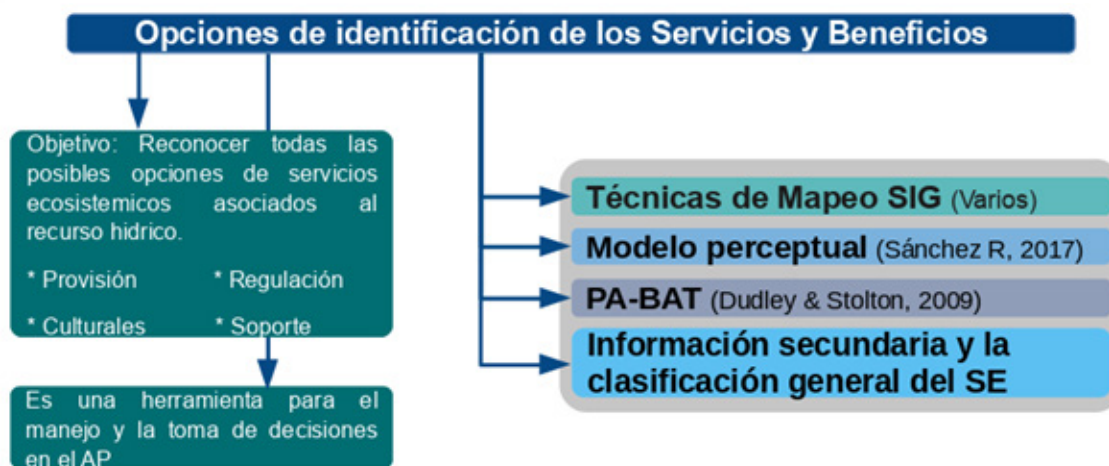 Opciones de identificación de los Servicios y Beneficios
Objetivo: Reconocer todas las
posibles opciones de servicios
ecosistemicos asociados al
recurso hidrico.
* Provisión * Regulación
* Culturales * Soporte
Es una herramienta para el
manejo y la toma de decisiones
en el AP
Técnicas de Mapeo SIG (Varios)
Modelo perceptual (Sánchez R, 2017)
PA-BAT (Dudley & Stolton, 2009)
Información secundaria y la
clasificación general del SE